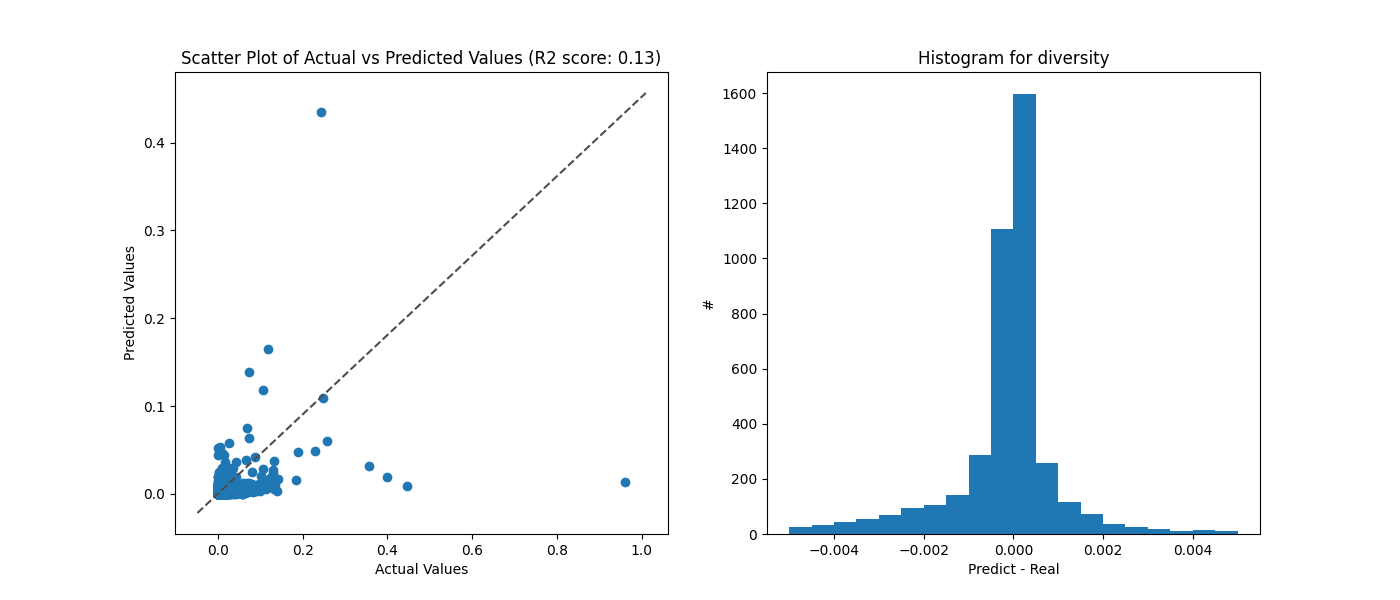 Scatter Plot of Actual vs Predicted Values (R2 score: 0.13)
0.4
0.3
0.2
0.1
0.0
Predicted Values
0.0 0.2 0.4 0.6 0.8 1.0
Actual Values
Histogram for diversity
1600
1400
1200
1000
800
600
400
200
0
#
−0.004 −0.002 0.000 0.002 0.004
Predict - Real